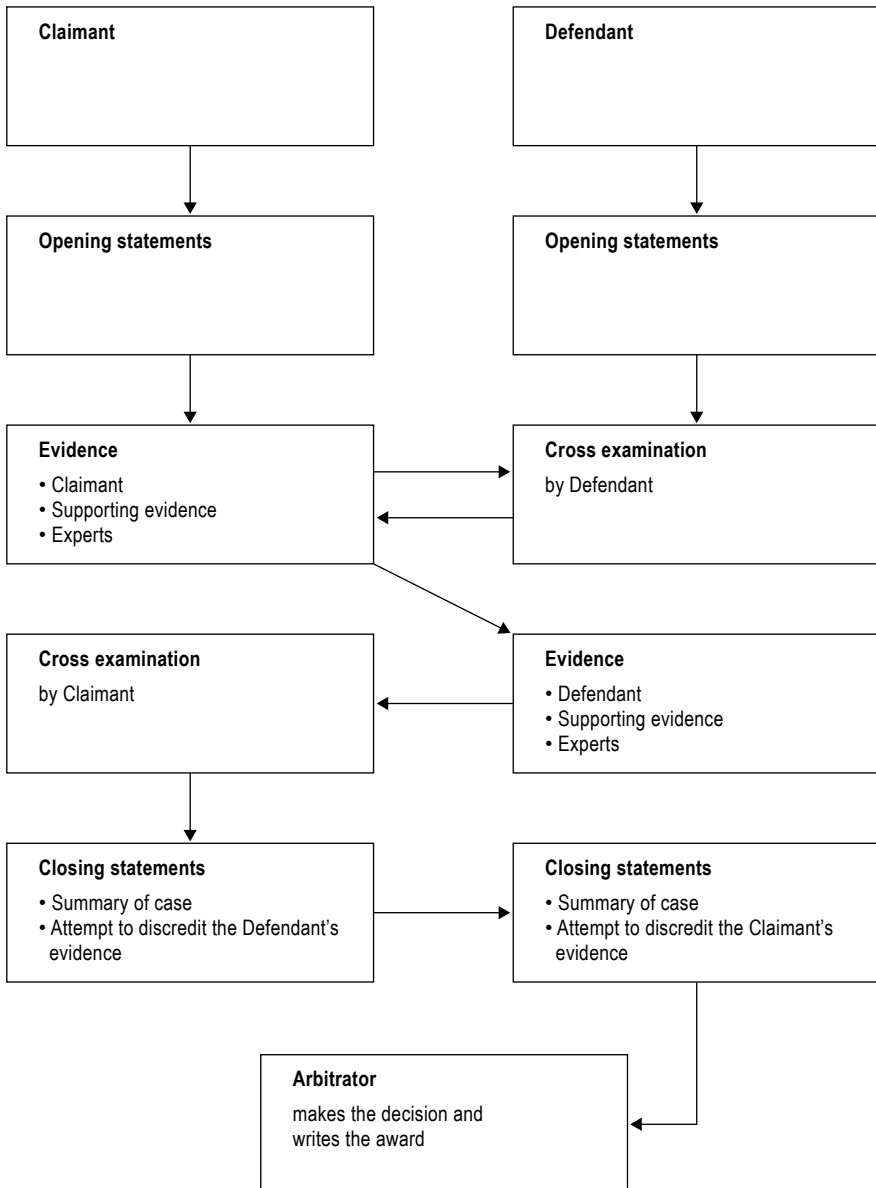 Claimant
Defendant
Opening statements
Opening statements
Evidence
• Claimant
• Supporting evidence
• Experts
Cross examination
by Defendant
Cross examination
by Claimant
Evidence
• Defendant
• Supporting evidence
• Experts
Closing statements
• Summary of case
• Attempt to discredit the Defendant’s
evidence
Closing statements
• Summary of case
• Attempt to discredit the Claimant’s
evidence
Arbitrator
makes the decision and
writes the award